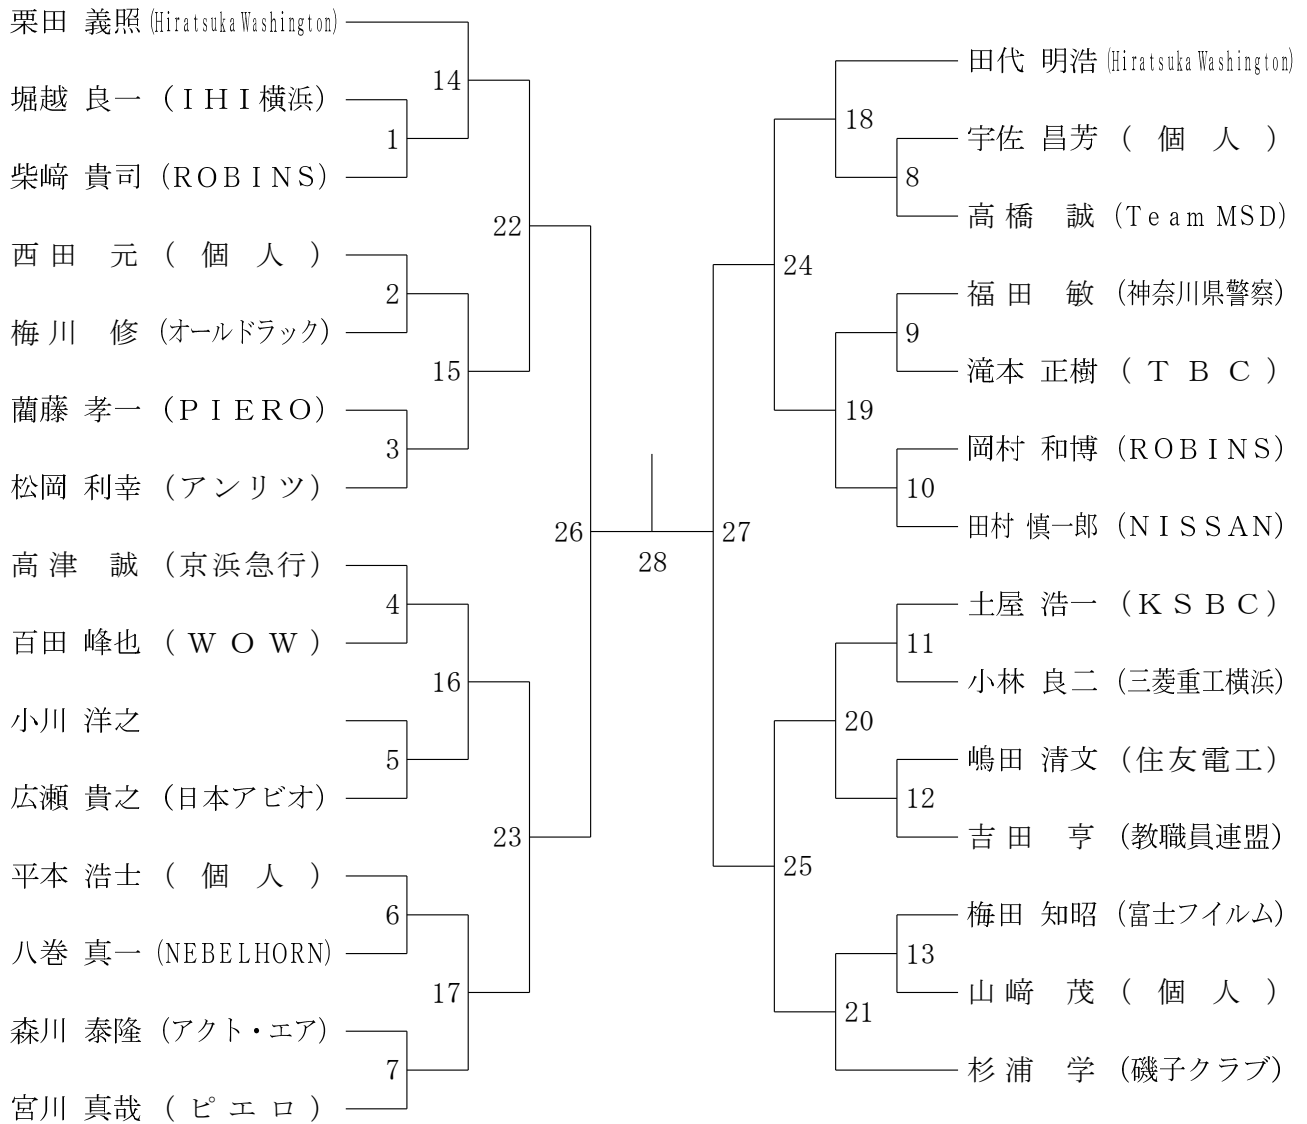 栗田 義照 (Hiratsuka Washington)
堀越 良一 (ＩＨＩ横浜)
柴﨑 貴司 (ＲＯＢＩＮＳ)
西田 元 (個人)
梅川 修 (オールドラック)
藺藤 孝一 (ＰＩＥＲＯ)
松岡 利幸 (アンリツ)
高津 誠 (京浜急行)
百田 峰也 (ＷＯＷ)
小川 洋之
広瀬 貴之 (日本アビオ)
平本 浩士 (個人)
八巻 真一 (NEBELHORN)
森川 泰隆 (アクト・エア)
宮川 真哉 (ピエロ)
1
2
3
4
5
6
7
14
15
16
17
22
23
26
28
27
24
25
18
19
20
21
8
9
10
11
12
13
田代 明浩 (Hiratsuka Washington)
宇佐 昌芳 (個人)
高橋 誠 (Team MSD)
福田 敏 (神奈川県警察)
滝本 正樹 (ＴＢＣ)
岡村 和博 (ＲＯＢＩＮＳ)
田村 慎一郎 (ＮＩＳＳＡＮ)
土屋 浩一 (ＫＳＢＣ)
小林 良二 (三菱重工横浜)
嶋田 清文 (住友電工)
吉田 亨 (教職員連盟)
梅田 知昭 (富士フイルム)
山﨑 茂 (個人)
杉浦 学 (磯子クラブ)